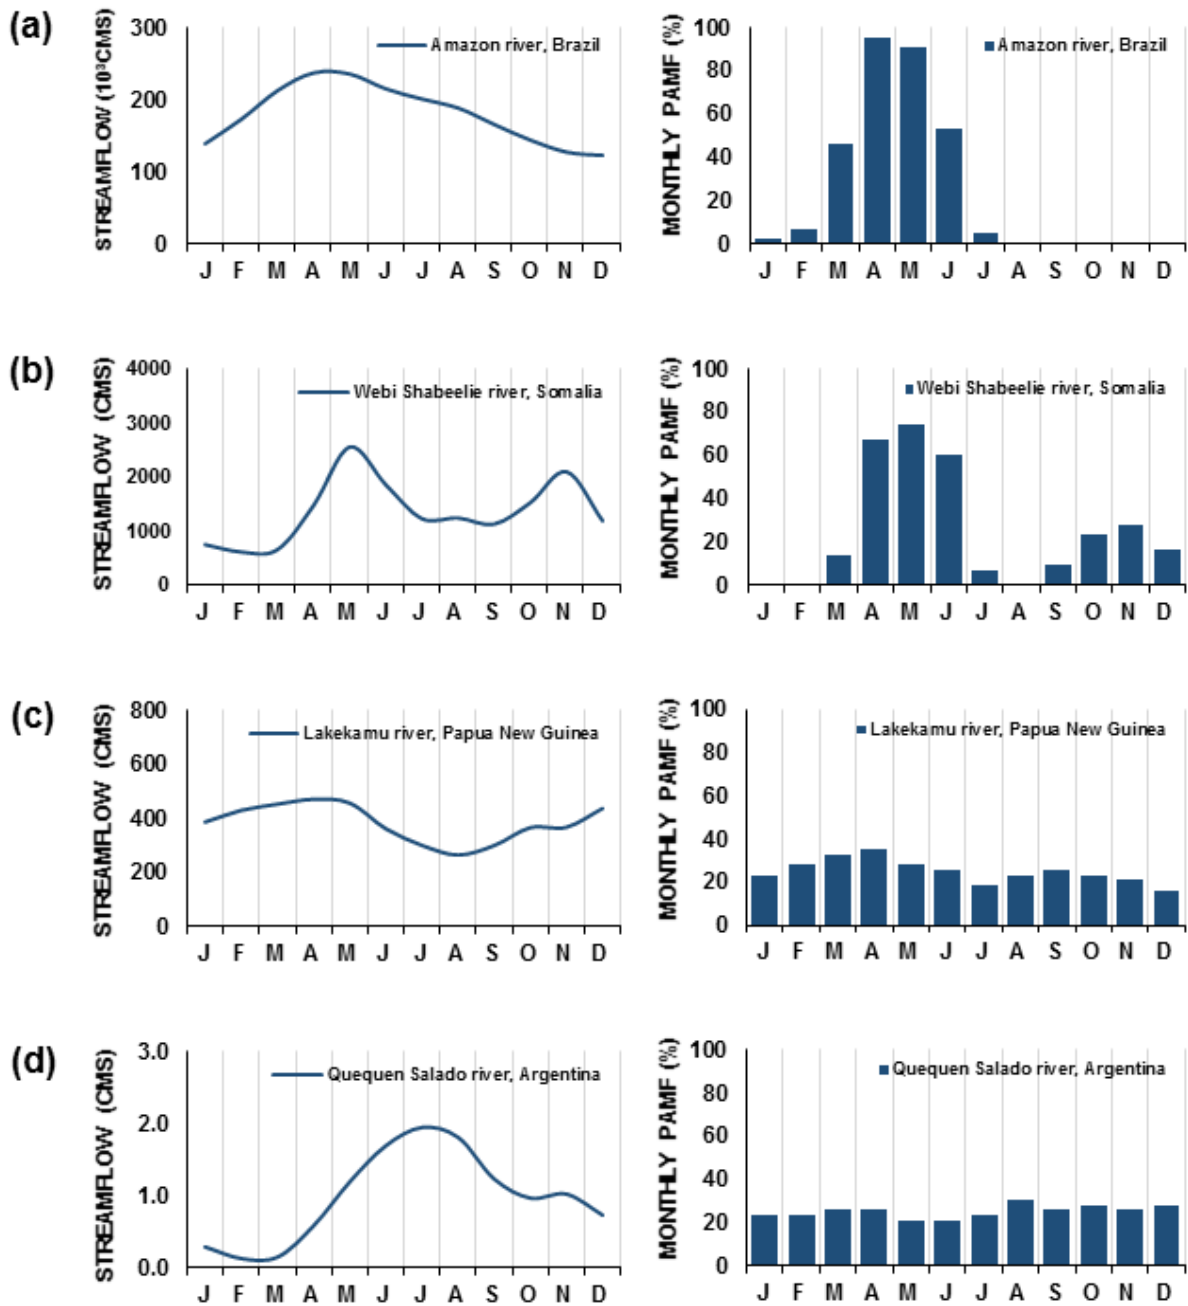 (a)
STREAMFLOW (10³CMS)
300
200
100
0
Amazon river, Brazil
J F M A M J J A S O N D
MONTHLY PAMF (%)
100
80
60
40
20
0
Amazon river, Brazil
J F M A M J J A S O N D
(b)
STREAMFLOW (CMS)
4000
3000
2000
1000
0
Webi Shabeelie river, Somalia
J F M A M J J A S O N D
MONTHLY PAMF (%)
100
80
60
40
20
0
Webi Shabeelie river, Somalia
J F M A M J J A S O N D
(c)
STREAMFLOW (CMS)
800
600
400
200
0
Lakekamu river, Papua New Guinea
J F M A M J J A S O N D
MONTHLY PAMF (%)
100
80
60
40
20
0
Lakekamu river, Papua New Guinea
J F M A M J J A S O N D
(d)
STREAMFLOW (CMS)
3.0
2.0
1.0
0.0
Quequen Salado river, Argentina
J F M A M J J A S O N D
MONTHLY PAMF (%)
100
80
60
40
20
0
Quequen Salado river, Argentina
J F M A M J J A S O N D